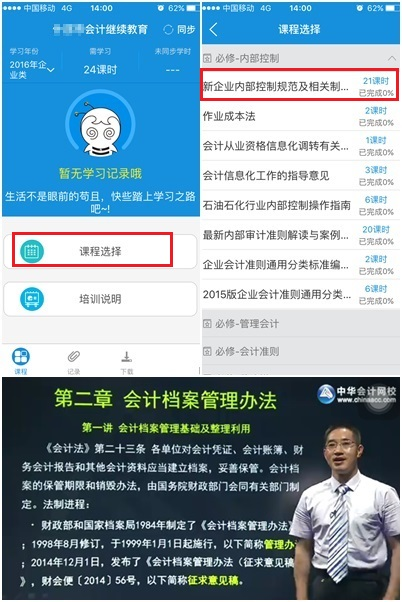 中国移动 4G 14:00 62%
会计继续教育 同步
学习年份 需学习 未同步学时
2016年企业类 24课时 ---
暂无学习记录哦
生活不是眼前的苟且，快些踏上学习之路
吧~!
课程选择
培训说明
课程 记录 下载
中国移动 4G 14:00 62%
课程选择
必修-内部控制
新企业内部控制规范及相关制... 21课时
已完成0%
作业成本法 2课时
已完成0%
会计从业资格信息化调转有关... 1课时
已完成0%
会计信息化工作的指导意见 3课时
已完成0%
石油石化行业内部控制操作指南 6课时
已完成0%
最新内部审计准则解读与案例... 20课时
已完成0%
企业会计准则通用分类标准编... 2课时
已完成0%
2015版企业会计准则通用分类... 6课时
已完成0%
必修-管理会计
必修-会计准则
中华会计网校
www.chinaacc.com
第二章 会计档案管理办法
第一讲 会计档案管理基础及整理利用
《会计法》第二十三条 各单位对会计凭证、会计账簿、财
务会计报告和其他会计资料应当建立档案，妥善保管。会计档
案的保管期限和销毁办法，由国务院财政部门会同有关部门制
定。法制进程：
· 财政部和国家档案局1984年制定了《会计档案管理办法》
；1998年8月修订，于1999年1月1日起施行，以下简称管理办
；2014年12月1日，发布了《会计档案管理办法（征求意见稿
》，财会便〔2014〕56号，以下简称征求意见稿。